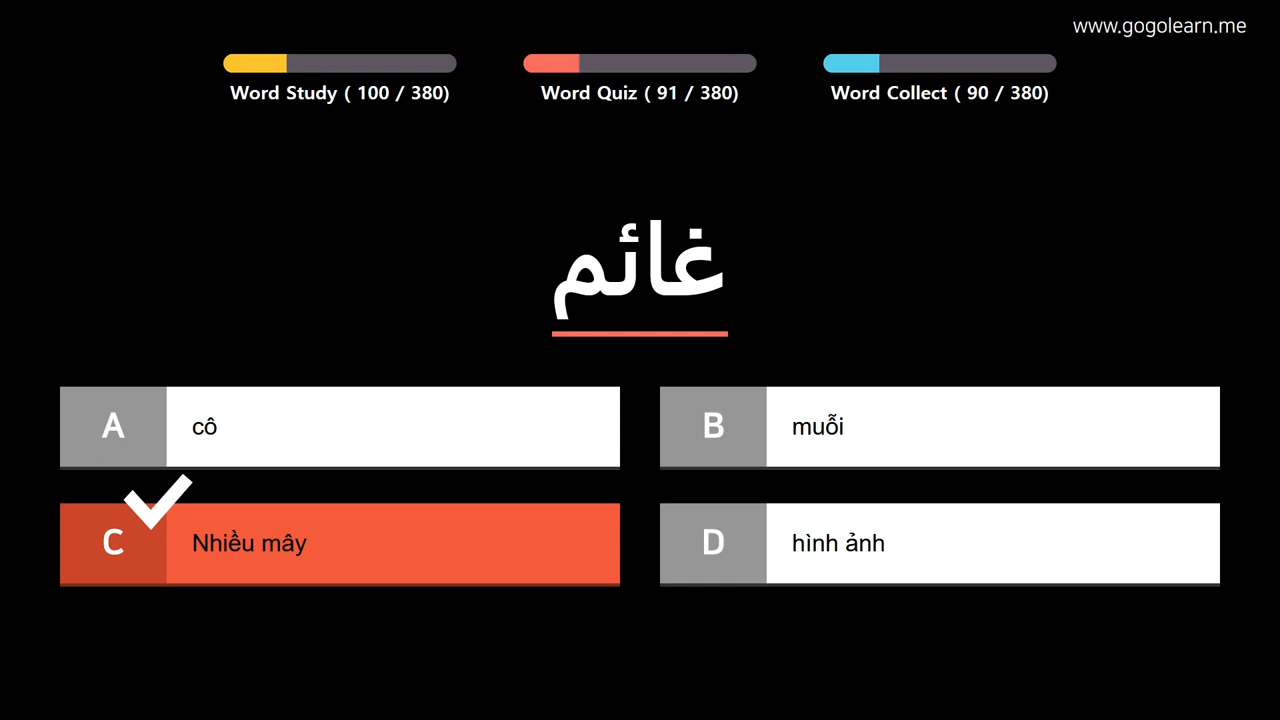 www.gogolearn.me
Word Study ( 100 / 380)
Word Quiz ( 91 / 380)
Word Collect ( 90 / 380)
غائم
A
cô
B
muỗi
C
Nhiều mây
D
hình ảnh